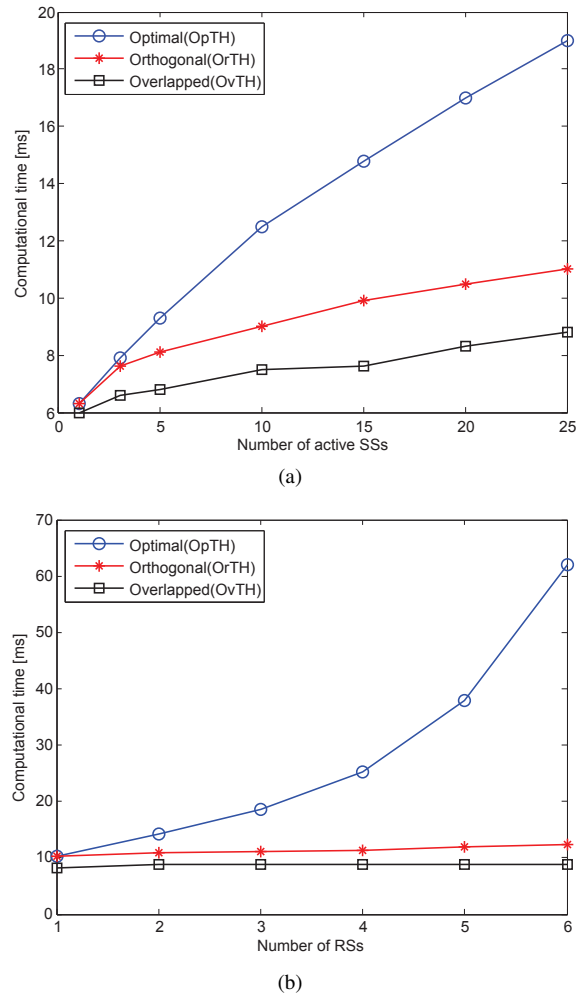 20
18
16
14
12
10
8
6
Computational time [ms]
Optimal(OpTH)
Orthogonal(OrTH)
Overlapped(OvTH)
0 5 10 15 20 25
Number of active SSs
(a)
70
60
50
40
30
20
10
0
Computational time [ms]
Optimal(OpTH)
Orthogonal(OrTH)
Overlapped(OvTH)
1 2 3 4 5 6
Number of RSs
(b)